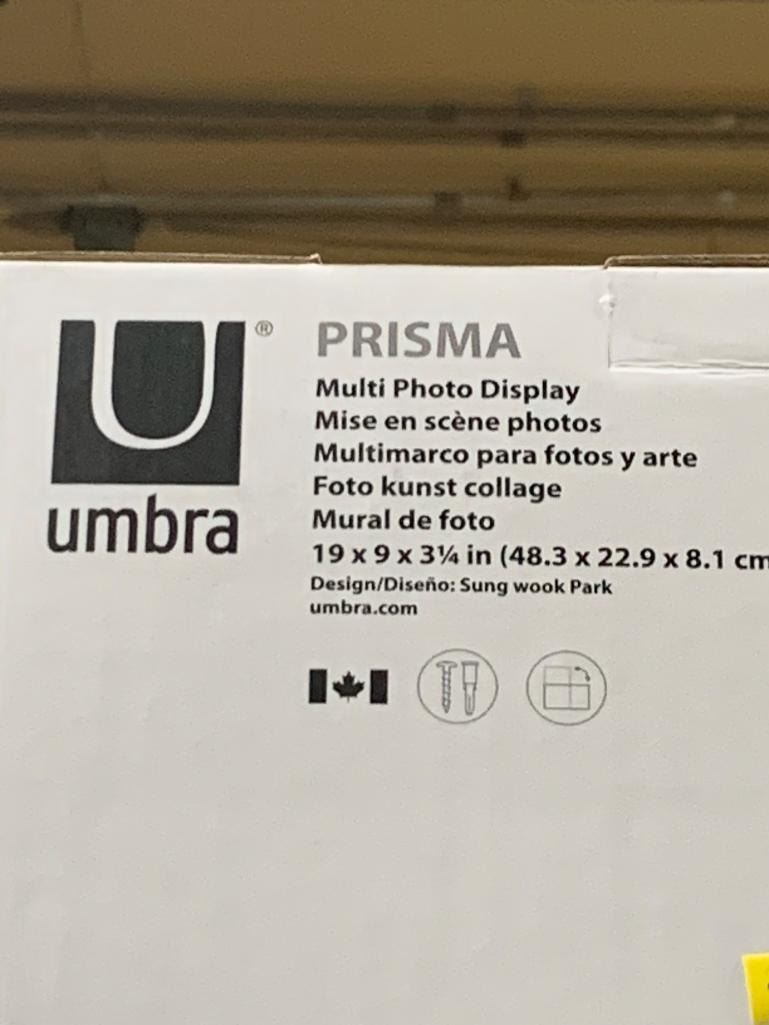 umbra
®
PRISMA
Multi Photo Display
Mise en scène photos
Multimarco para fotos y arte
Foto kunst collage
Mural de foto
19 x 9 x 3¼ in (48.3 x 22.9 x 8.1 cm
Design/Diseño: Sung wook Park
umbra.com